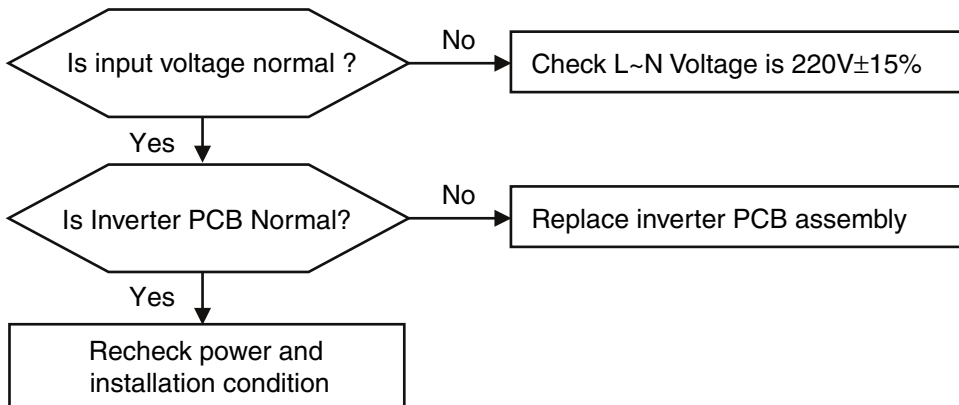 Is input voltage normal ?
No
Check L~N Voltage is 220V±15%
Yes
Is Inverter PCB Normal?
No
Replace inverter PCB assembly
Yes
Recheck power and
installation condition